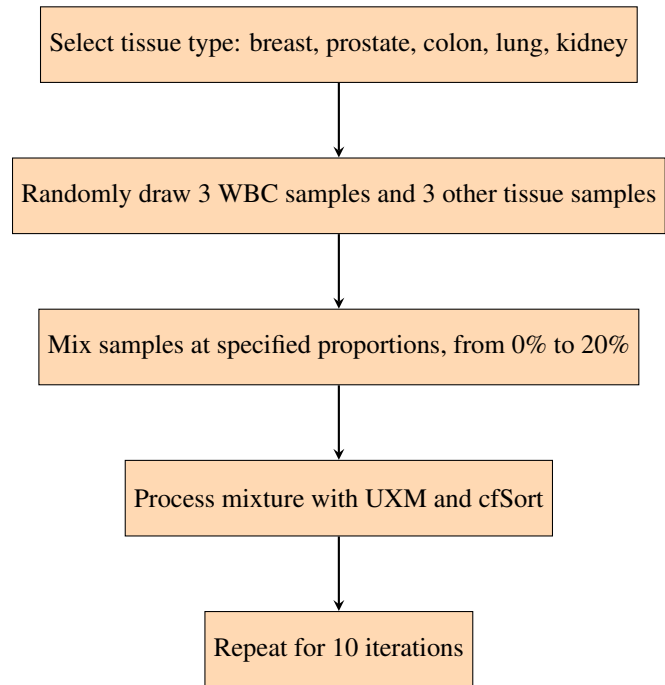 Select tissue type: breast, prostate, colon, lung, kidney
Randomly draw 3 WBC samples and 3 other tissue samples
Mix samples at specified proportions, from 0% to 20%
Process mixture with UXM and cfSort
Repeat for 10 iterations